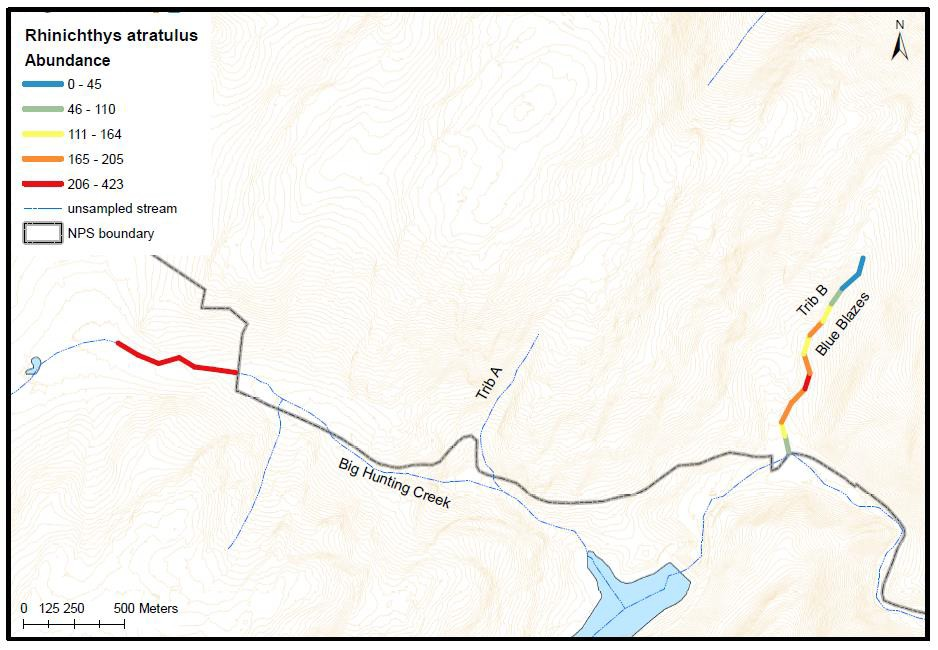 Rhinichthys atratulus
Abundance
0 - 45
46 - 110
111 - 164
165 - 205
206 - 423
unsampled stream
NPS boundary
N
Trib B
Blue Blazes
Trib A
Big Hunting Creek
0 125 250 500 Meters